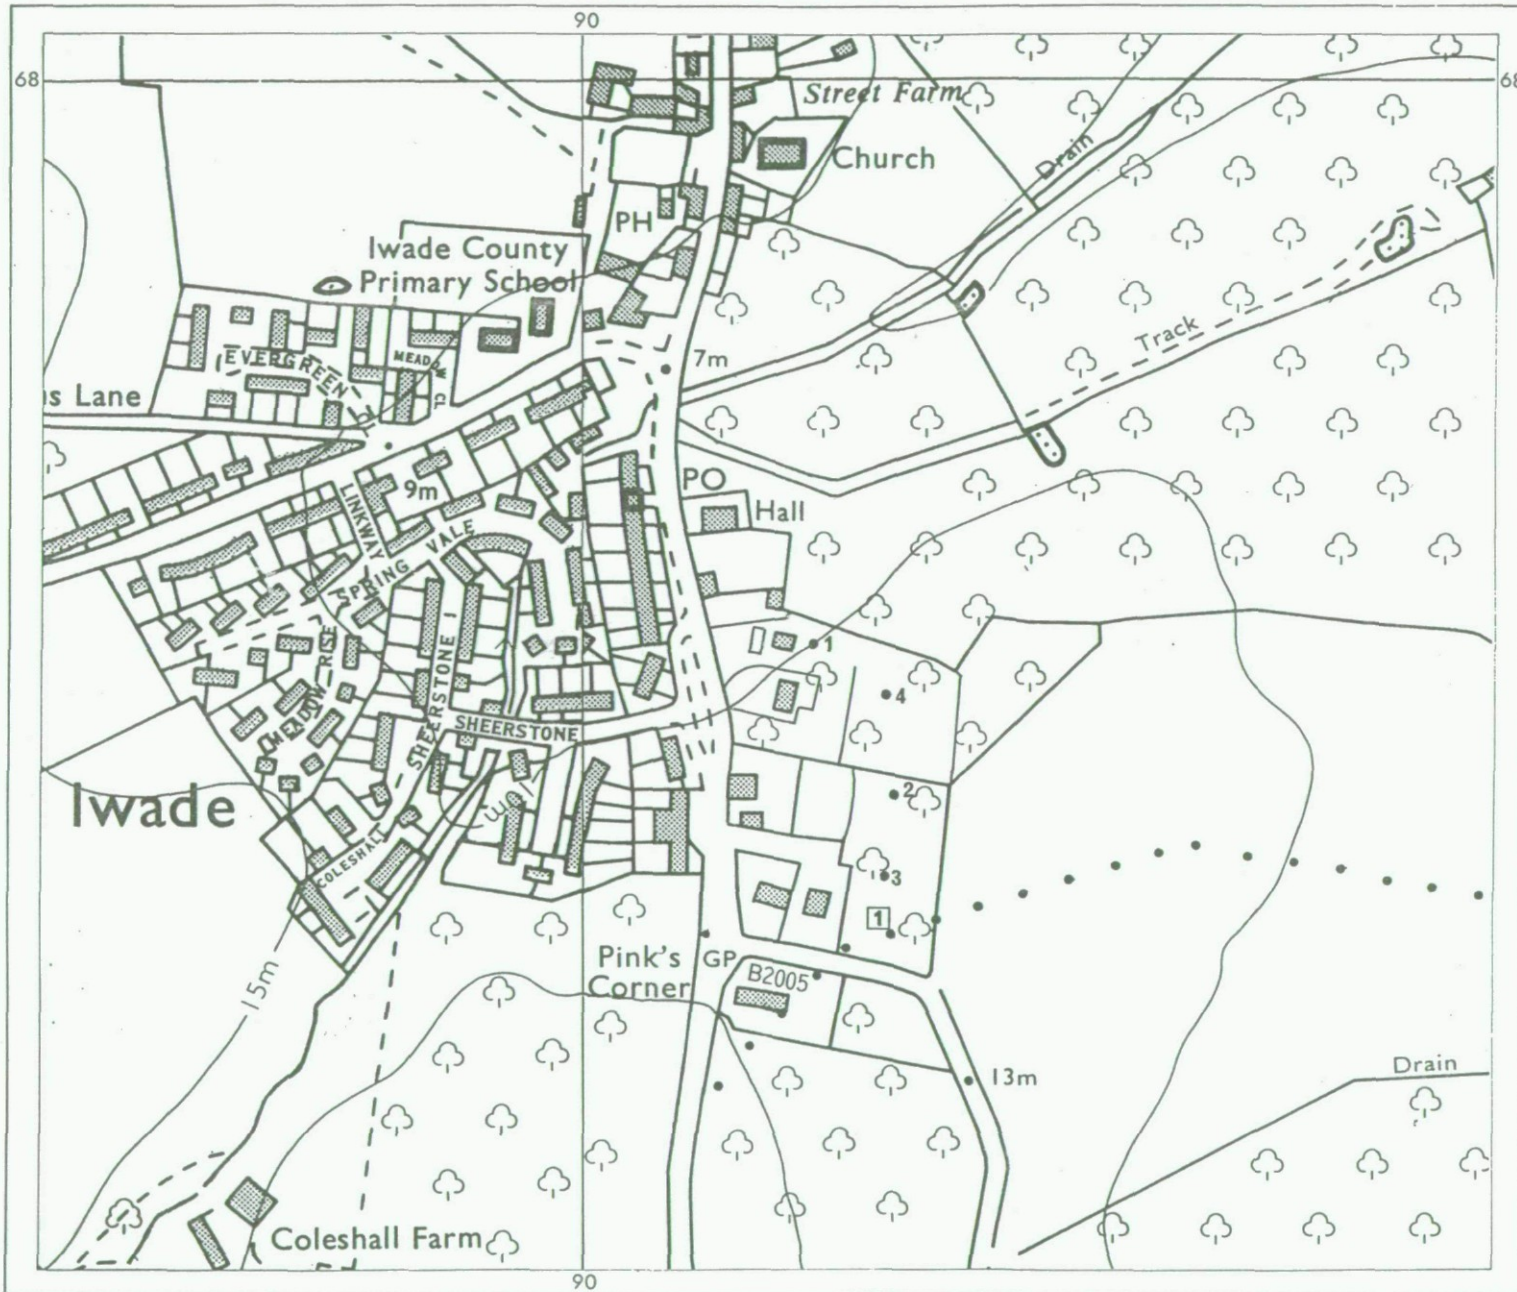 90
68
68
Street Farm
Drain
Church
PH
Iwade County
Primary School
Track
MEADOW
EVERGREEN
CL
7m
s Lane
PO
9m
LINKWAY
Hall
SPRING VALE
1
MEADOW RISE
SHEERSTONE
4
SHEERSTONE
2
Iwade
COLESHALL
3
1
Pink's
Corner
GP
B2005
15m
13m
Drain
Coleshall Farm
90